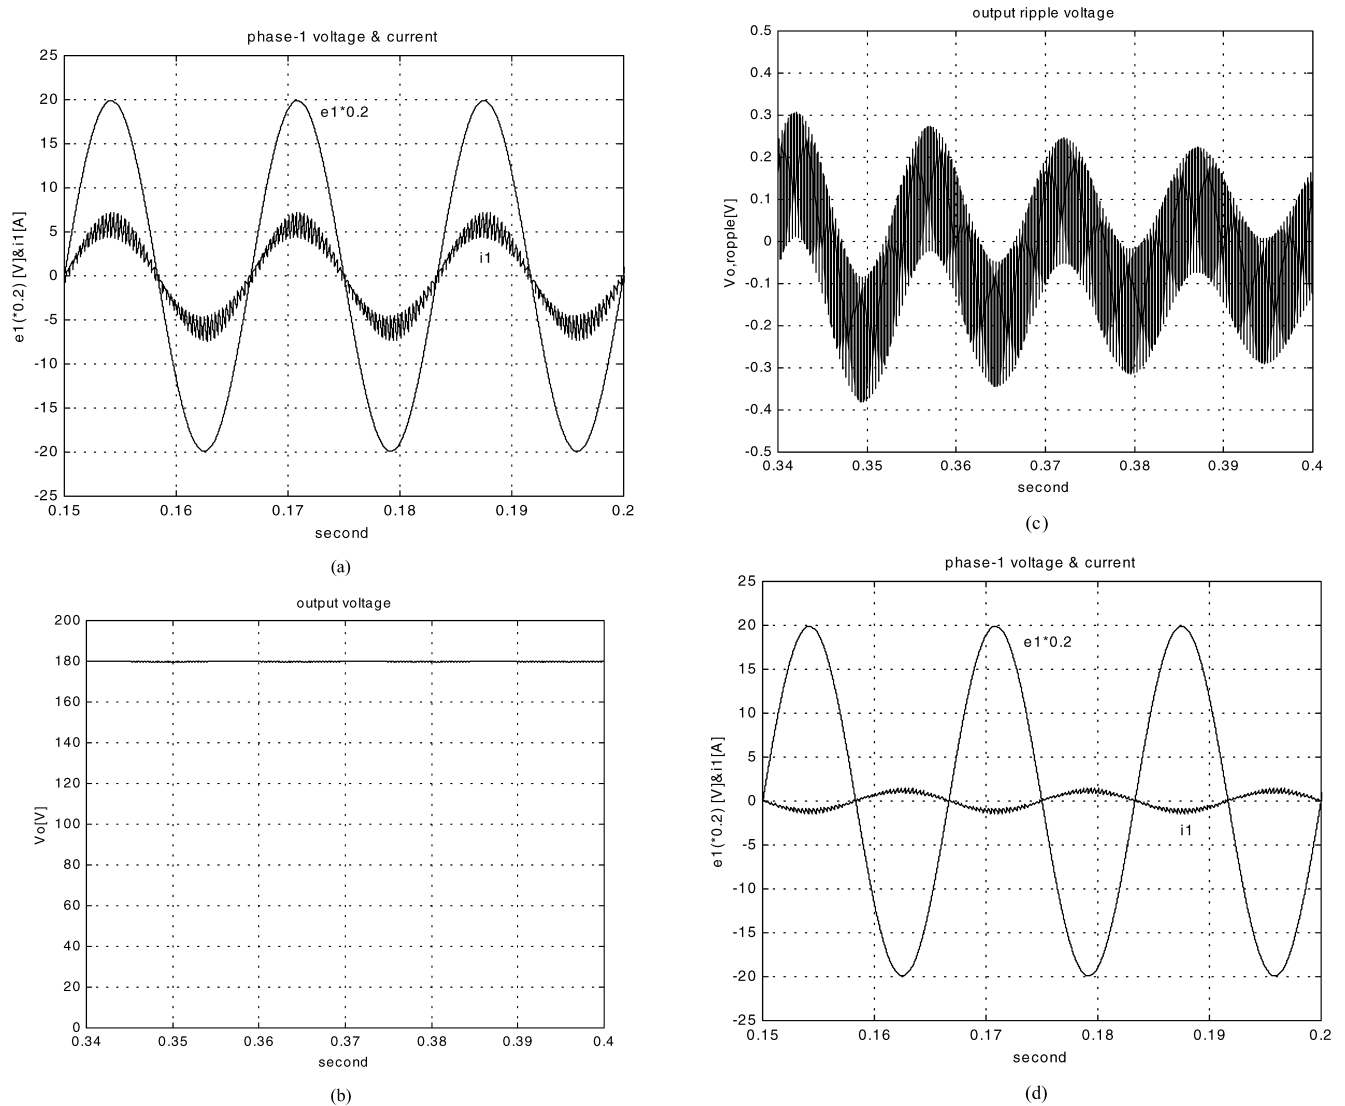 phase-1 voltage & current
25
20
15
10
5
0
-5
-10
-15
-20
-25
e1(*0.2) [V]&i1[A]
e1*0.2
i1
0.15 0.16 0.17 0.18 0.19 0.2
second
(a)
output voltage
200
180
160
140
120
100
80
60
40
20
0
Vo[V]
0.34 0.35 0.36 0.37 0.38 0.39 0.4
second
(b)
output ripple voltage
0.5
0.4
0.3
0.2
0.1
0
-0.1
-0.2
-0.3
-0.4
-0.5
Vo,ropple[V]
0.34 0.35 0.36 0.37 0.38 0.39 0.4
second
(c)
phase-1 voltage & current
25
20
15
10
5
0
-5
-10
-15
-20
-25
e1(*0.2) [V]&i1[A]
e1*0.2
i1
0.15 0.16 0.17 0.18 0.19 0.2
second
(d)